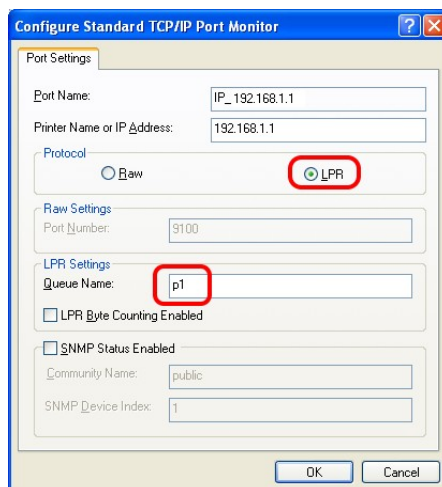 Configure Standard TCP/IP Port Monitor
Port Settings
Port Name: IP_192.168.1.1
Printer Name or IP Address: 192.168.1.1
Protocol
Raw LPR
Raw Settings
Port Number: 9100
LPR Settings
Queue Name: p1
LPR Byte Counting Enabled
SNMP Status Enabled
Community Name: public
SNMP Device Index: 1
OK Cancel